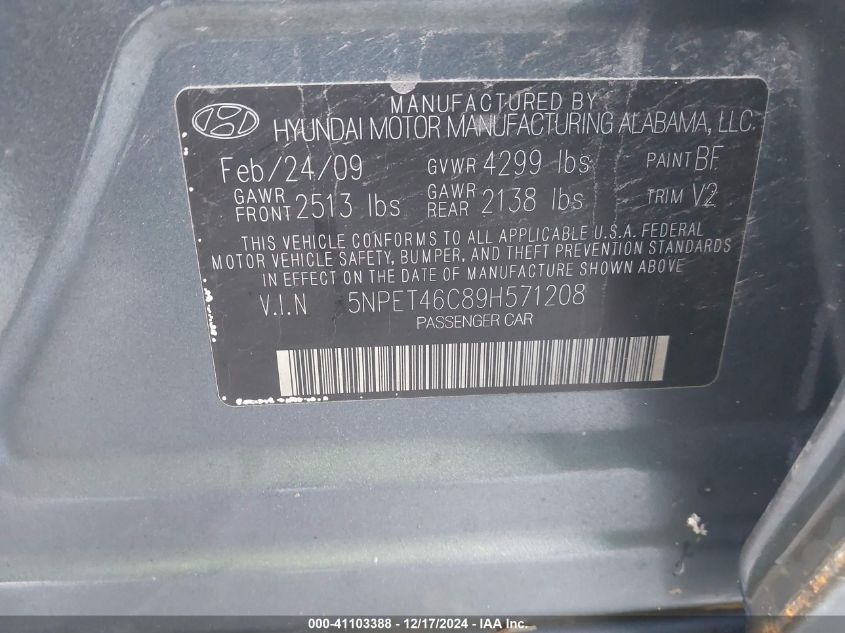 MANUFACTURED BY
HYUNDAI MOTOR MANUFACTURING ALABAMA, LLC.
Feb/24/09 GVWR 4299 lbs PAINT BF
GAWR FRONT 2513 lbs GAWR REAR 2138 lbs TRIM V2
THIS VEHICLE CONFORMS TO ALL APPLICABLE U.S.A. FEDERAL
MOTOR VEHICLE SAFETY, BUMPER, AND THEFT PREVENTION STANDARDS
IN EFFECT ON THE DATE OF MANUFACTURE SHOWN ABOVE
V.I.N 5NPET46C89H571208
PASSENGER CAR
000-41103388 - 12/17/2024 - IAA Inc.